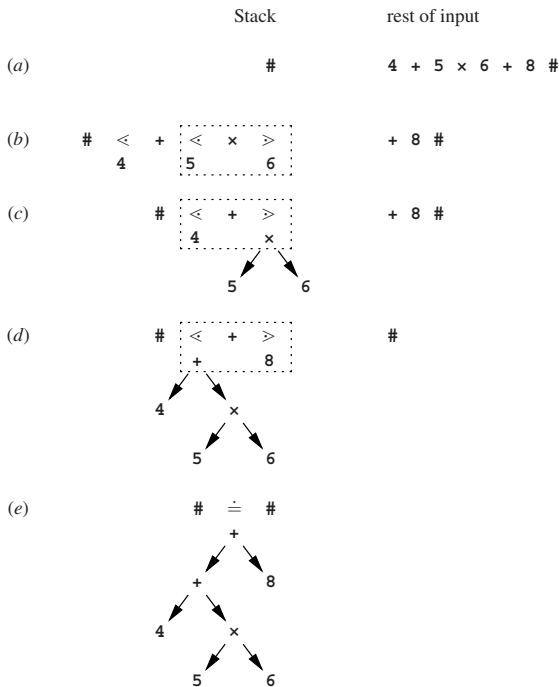 Stack rest of input
(a) # 4 + 5 × 6 + 8 #
(b) # ⋖ + ⋖ × ⋗ + 8 #
4 5 6
(c) # ⋖ + ⋗ + 8 #
4 ×
5 6
(d) # ⋖ + ⋗ #
+ 8
4 ×
5 6
(e) # ≐ #
+
+ 8
4 ×
5 6